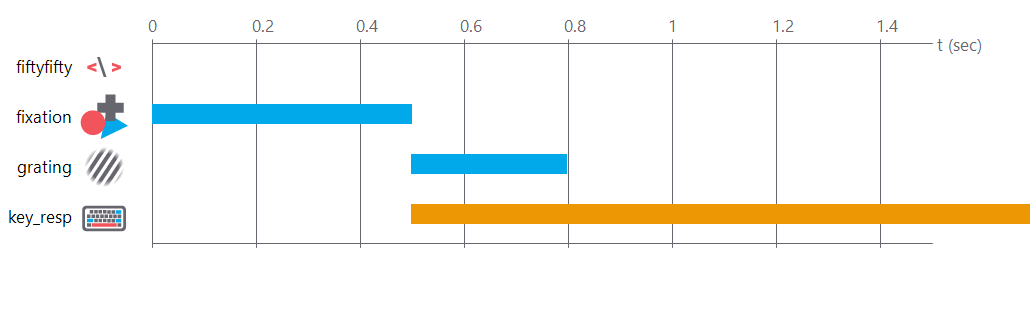 0 0.2 0.4 0.6 0.8 1 1.2 1.4
t (sec)
fiftyfifty
fixation
grating
key_resp